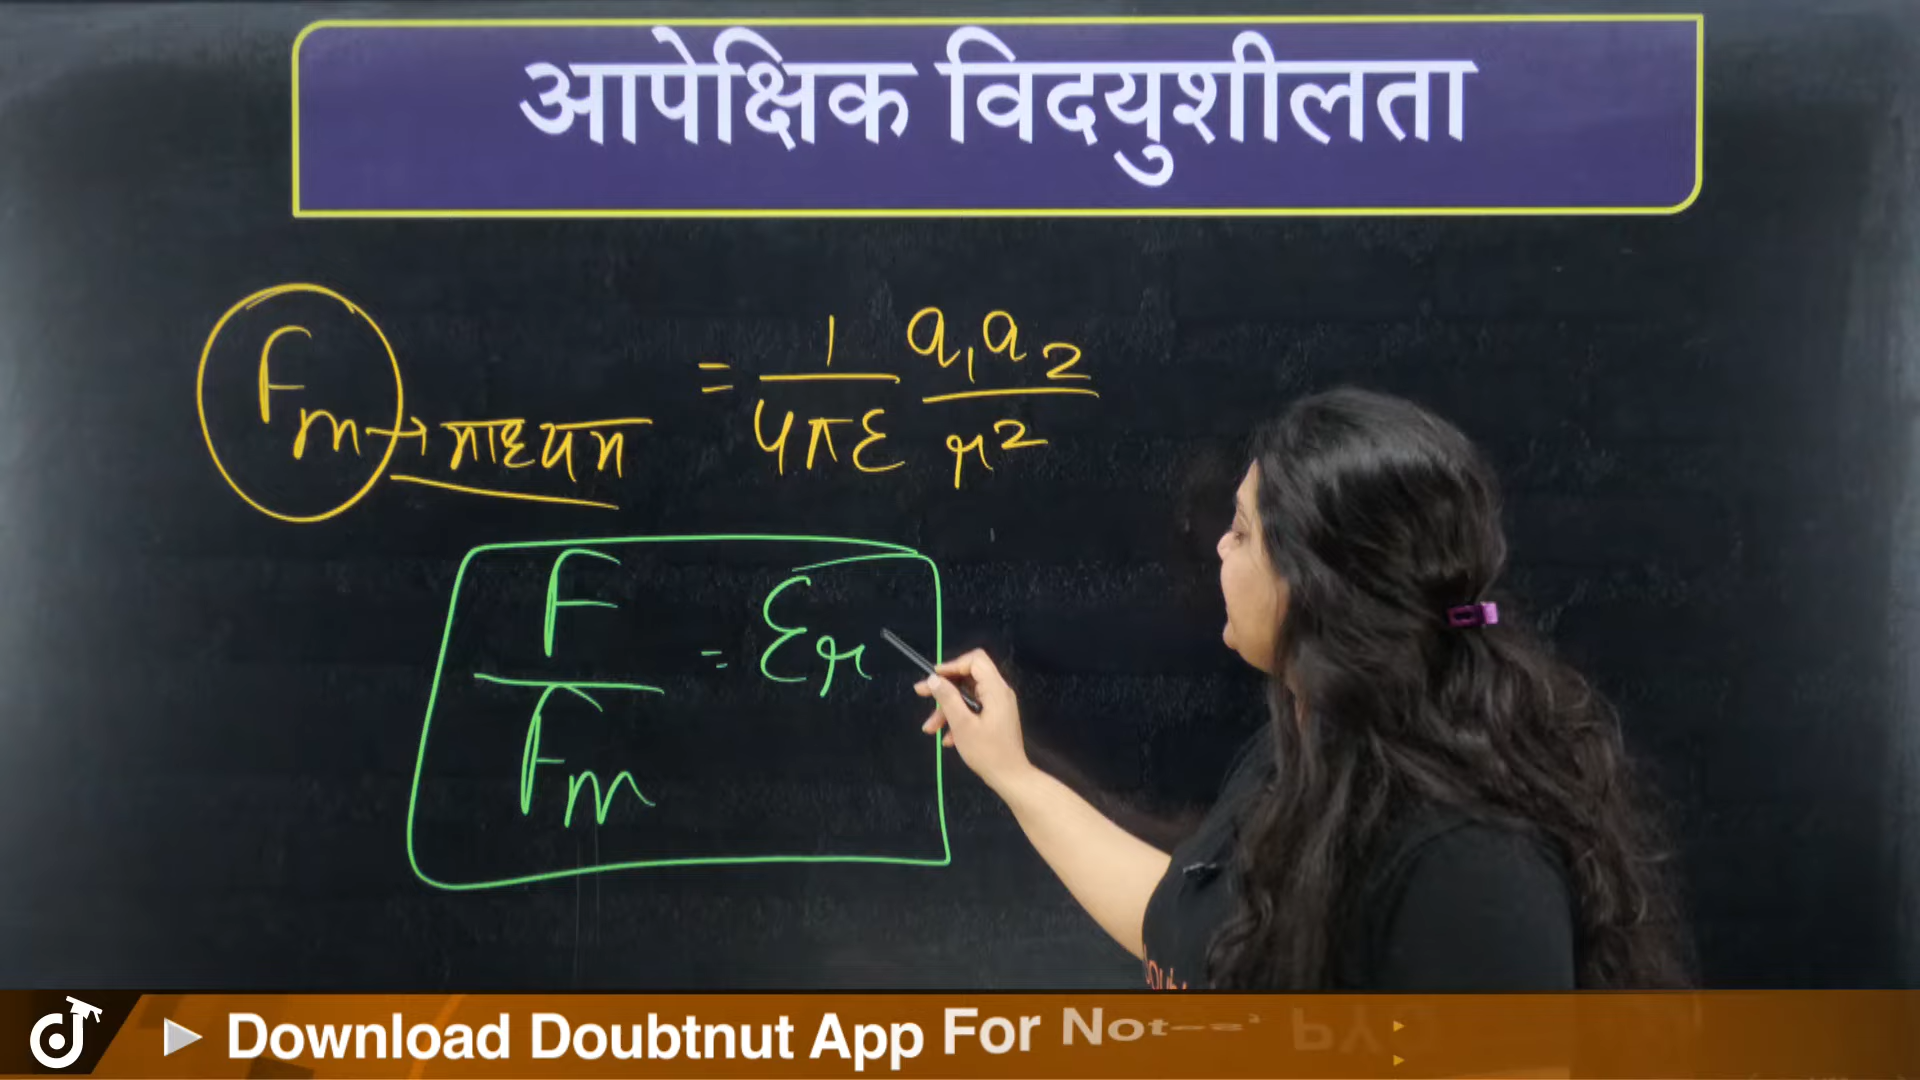 आपेक्षिक विदयुशीलता
Fm → माध्यम = 1/4πε q₁q₂/r²
F/Fm = εr
Download Doubtnut App For